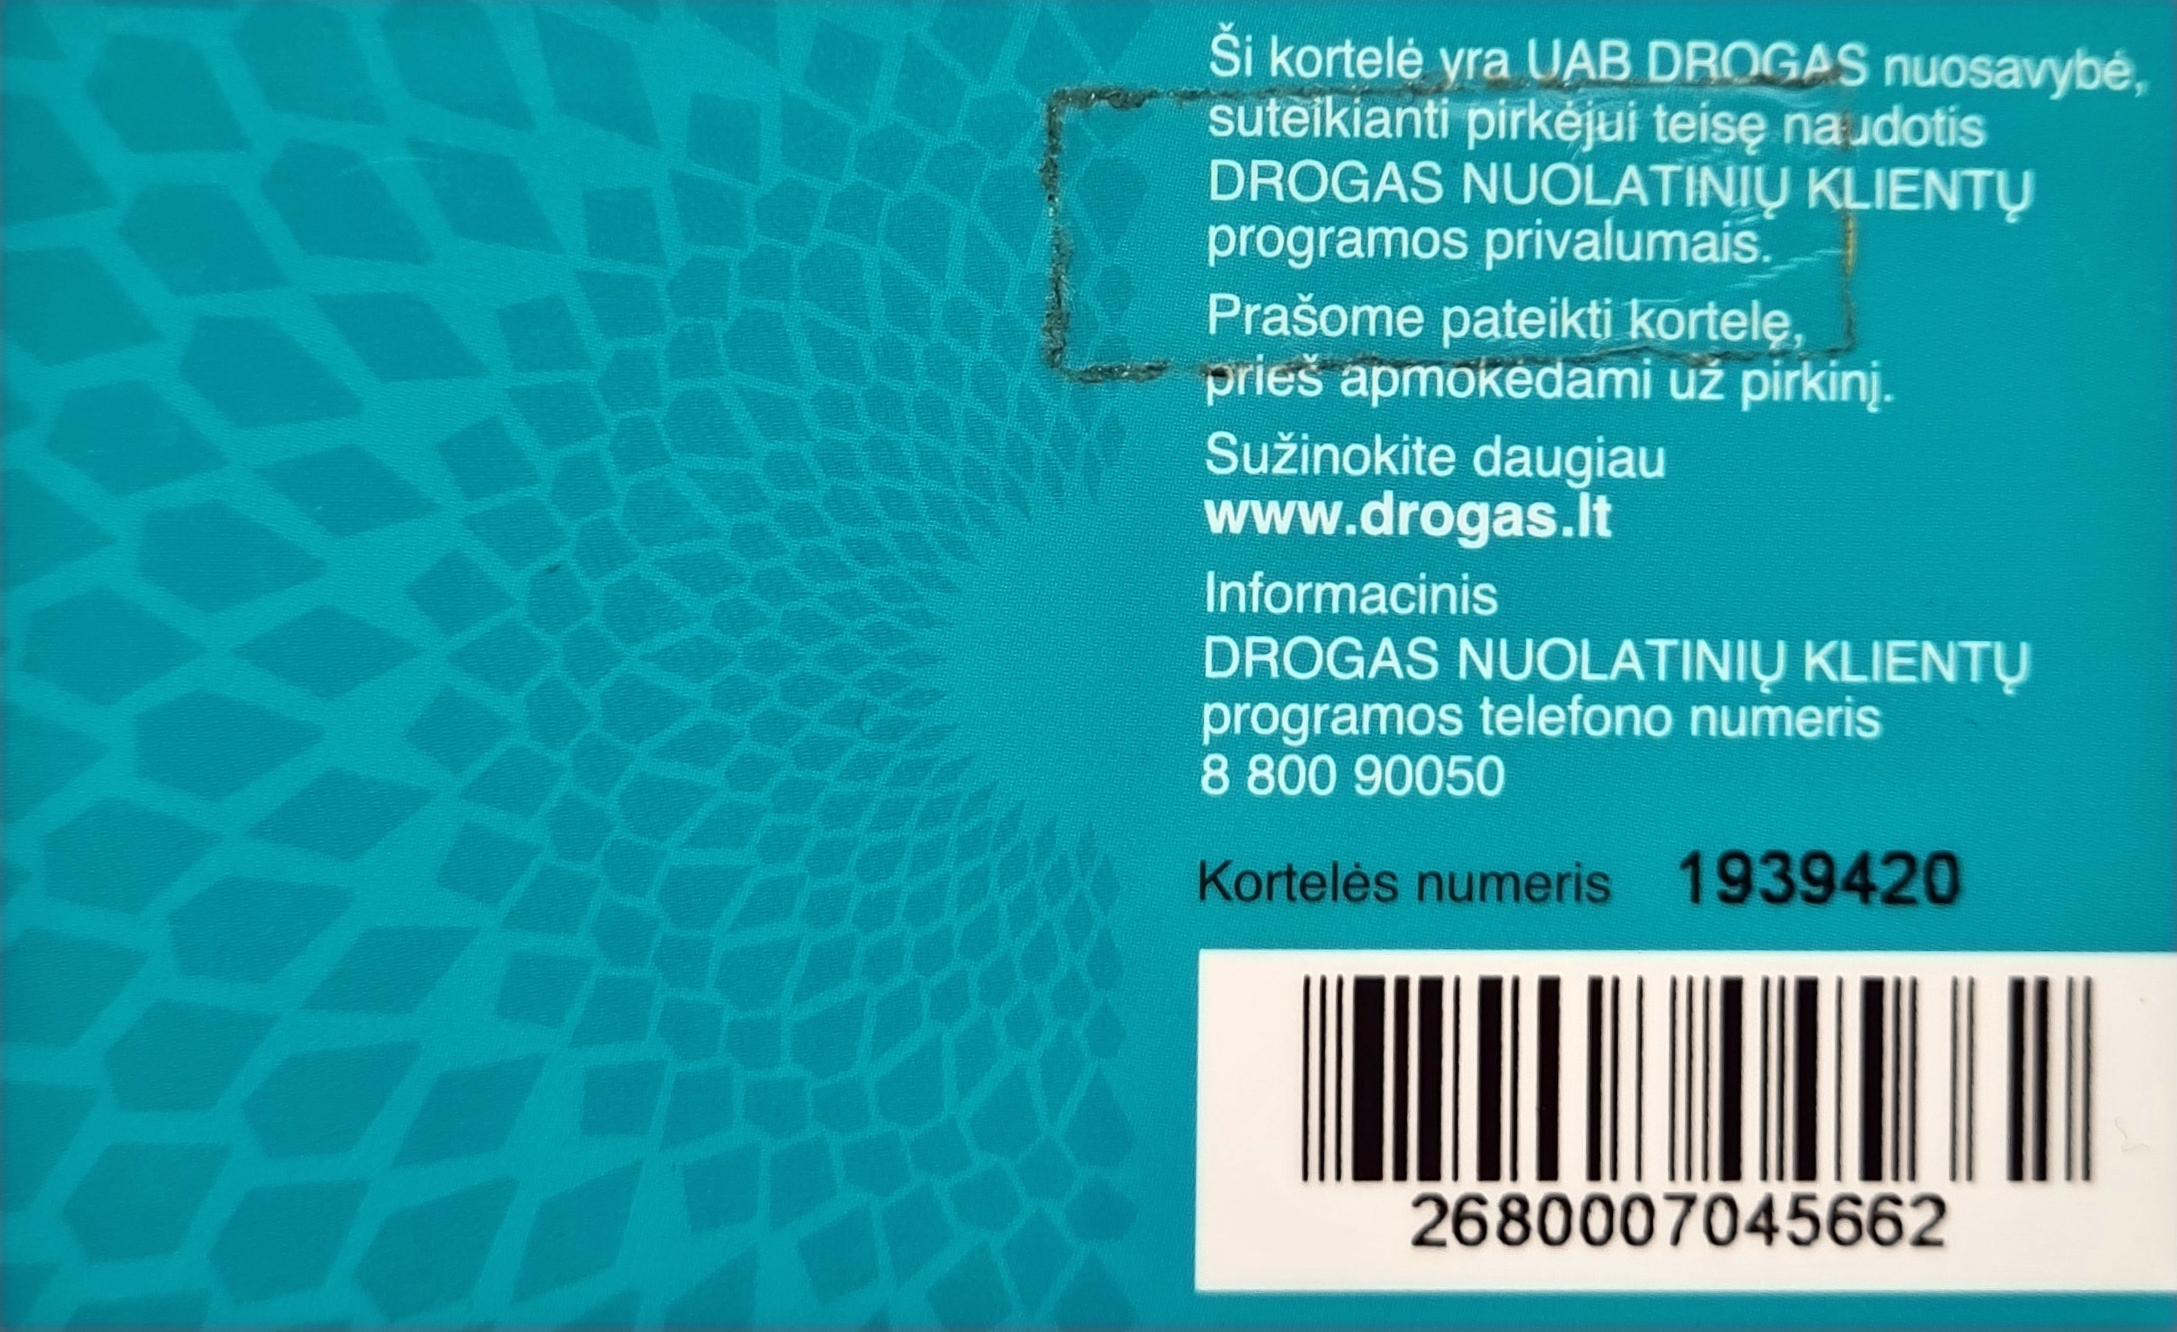 Ši kortelė yra UAB DROGAS nuosavybė,
suteikianti pirkėjui teisę naudotis
DROGAS NUOLATINIŲ KLIENTŲ
programos privalumais.
Prašome pateikti kortelę,
prieš apmokėdami už pirkinį.
Sužinokite daugiau
www.drogas.lt
Informacinis
DROGAS NUOLATINIŲ KLIENTŲ
programos telefono numeris
8 800 90050
Kortelės numeris 1939420
2680007045662